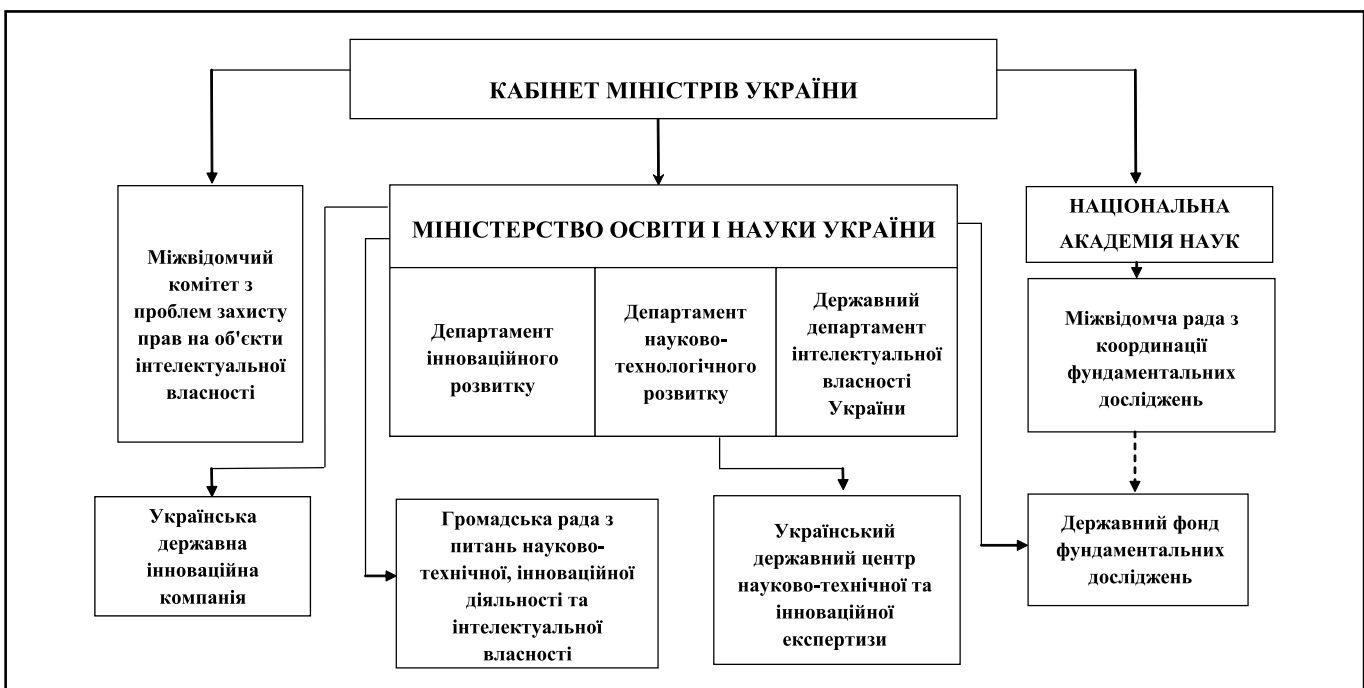 КАБІНЕТ МІНІСТРІВ УКРАЇНИ
Міжвідомчий
комітет з
проблем захисту
прав на об'єкти
інтелектуальної
власності
МІНІСТЕРСТВО ОСВІТИ І НАУКИ УКРАЇНИ
Департамент
інноваційного
розвитку
Департамент
науково-
технологічного
розвитку
Державний
департамент
інтелектуальної
власності
України
НАЦІОНАЛЬНА
АКАДЕМІЯ НАУК
Міжвідомча рада з
координації
фундаментальних
досліджень
Українська
державна
інноваційна
компанія
Громадська рада з
питань науково-
технічної, інноваційної
діяльності та
інтелектуальної
власності
Український
державний центр
науково-технічної та
інноваційної
експертизи
Державний фонд
фундаментальних
досліджень